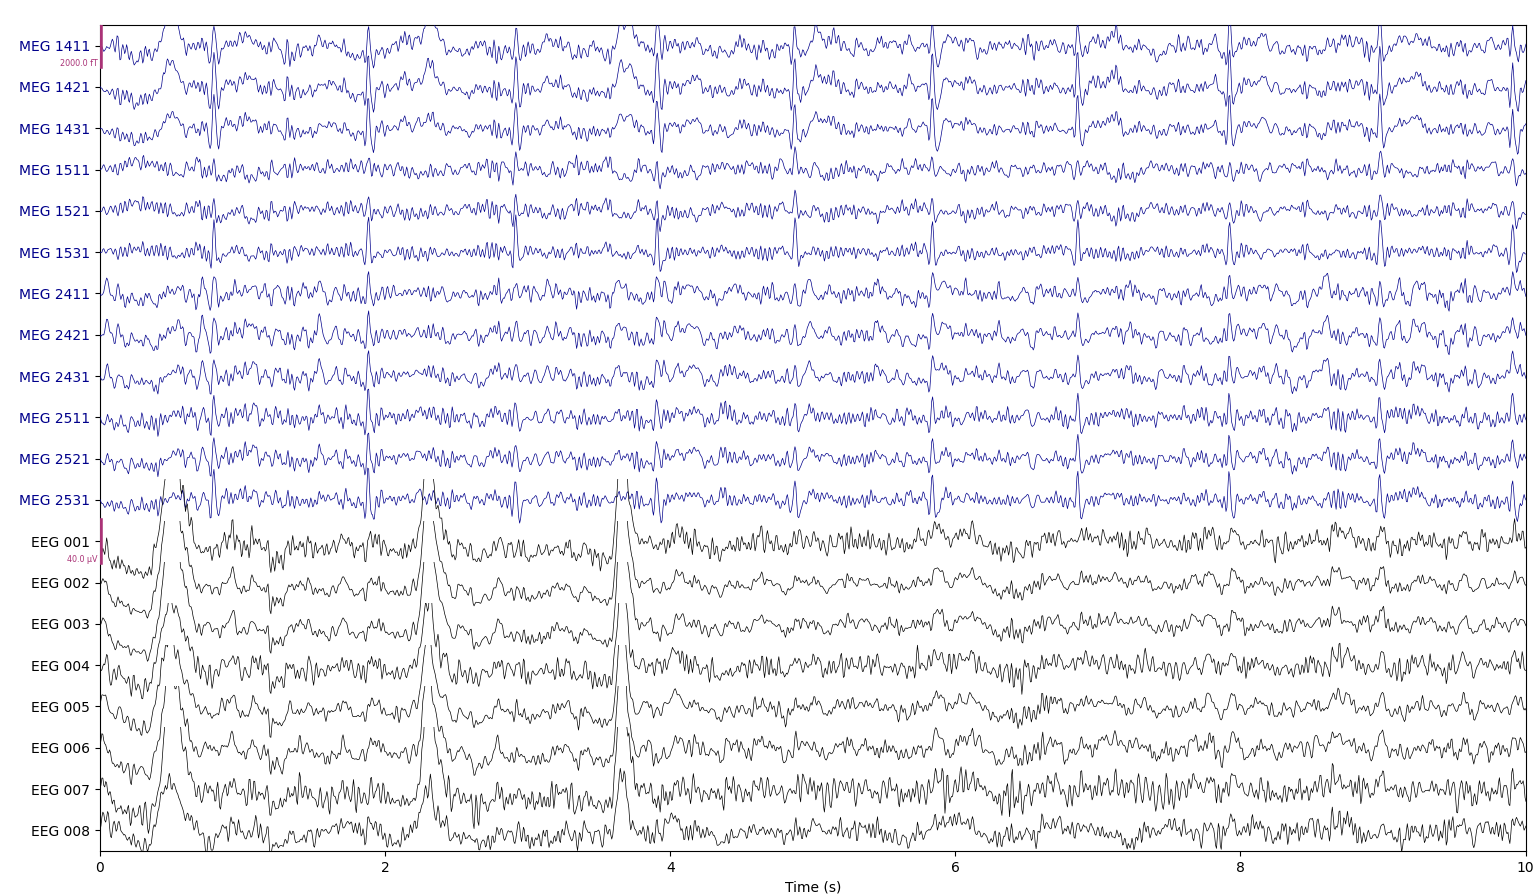 MEG 1411
2000.0 fT
MEG 1421
MEG 1431
MEG 1511
MEG 1521
MEG 1531
MEG 2411
MEG 2421
MEG 2431
MEG 2511
MEG 2521
MEG 2531
EEG 001
40.0 µV
EEG 002
EEG 003
EEG 004
EEG 005
EEG 006
EEG 007
EEG 008
0 2 4 6 8 10
Time (s)